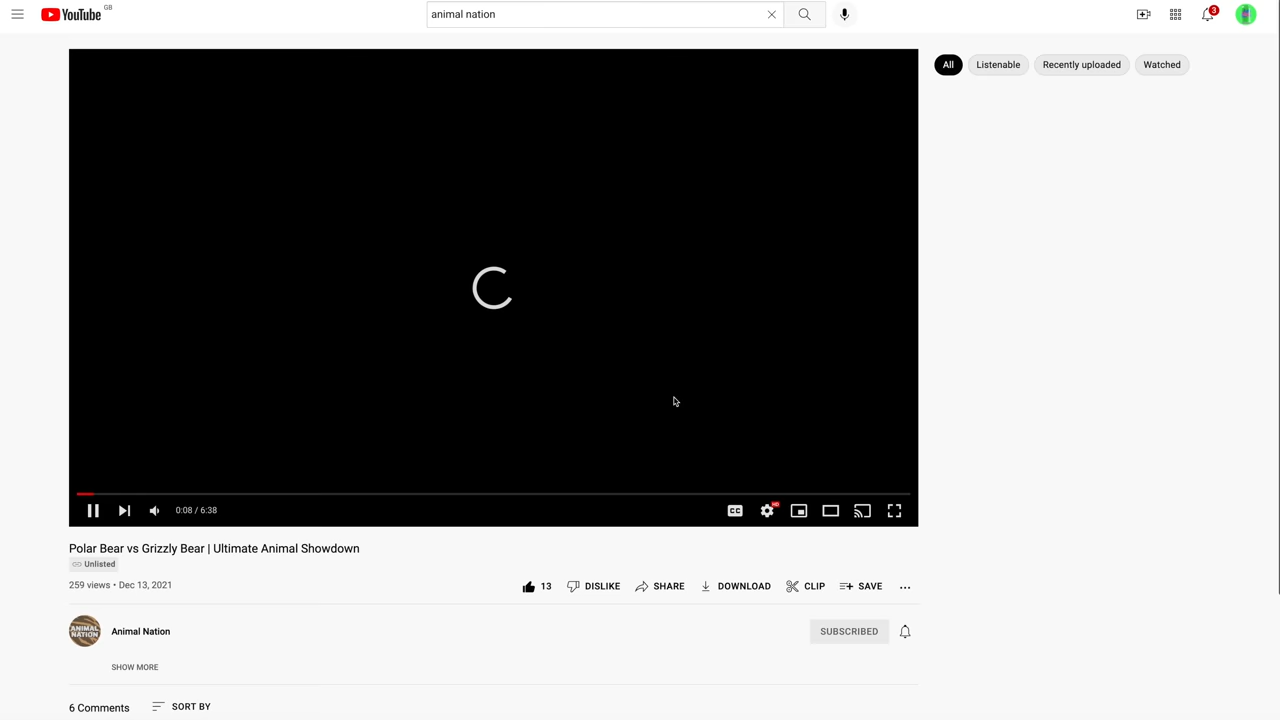 YouTube GB
animal nation
3
All Listenable Recently uploaded Watched
0:08 / 6:38
CC
HD
Polar Bear vs Grizzly Bear | Ultimate Animal Showdown
Unlisted
259 views • Dec 13, 2021
13 DISLIKE SHARE DOWNLOAD CLIP SAVE ...
ANIMAL
NATION
Animal Nation
SUBSCRIBED
SHOW MORE
6 Comments SORT BY